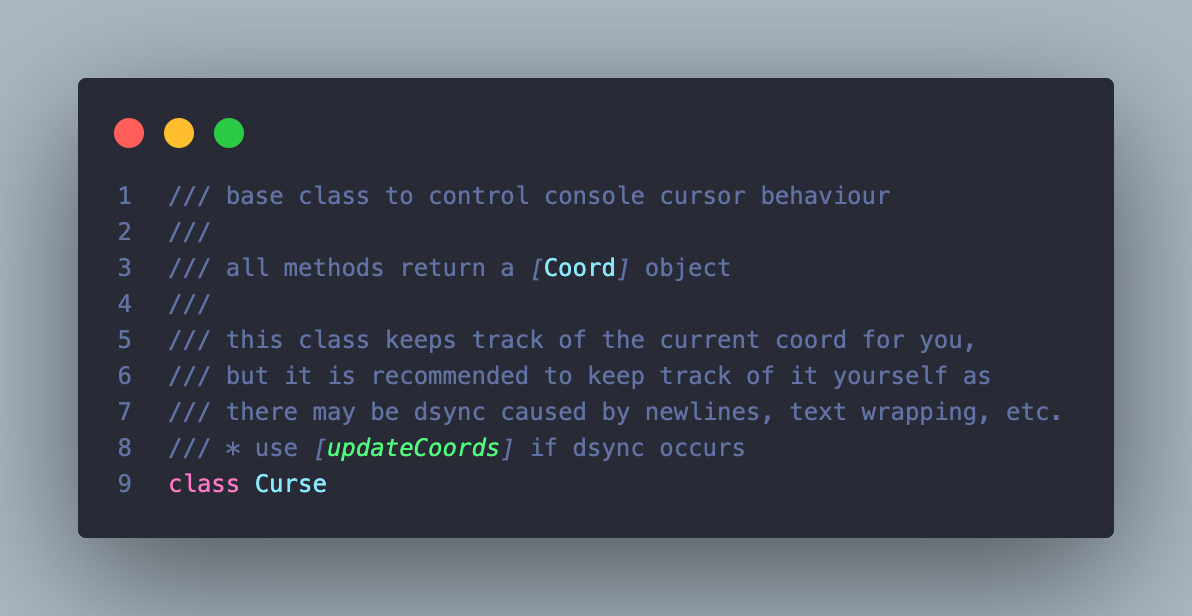 1 /// base class to control console cursor behaviour
2 ///
3 /// all methods return a [Coord] object
4 ///
5 /// this class keeps track of the current coord for you,
6 /// but it is recommended to keep track of it yourself as
7 /// there may be dsync caused by newlines, text wrapping, etc.
8 /// * use [updateCoords] if dsync occurs
9 class Curse